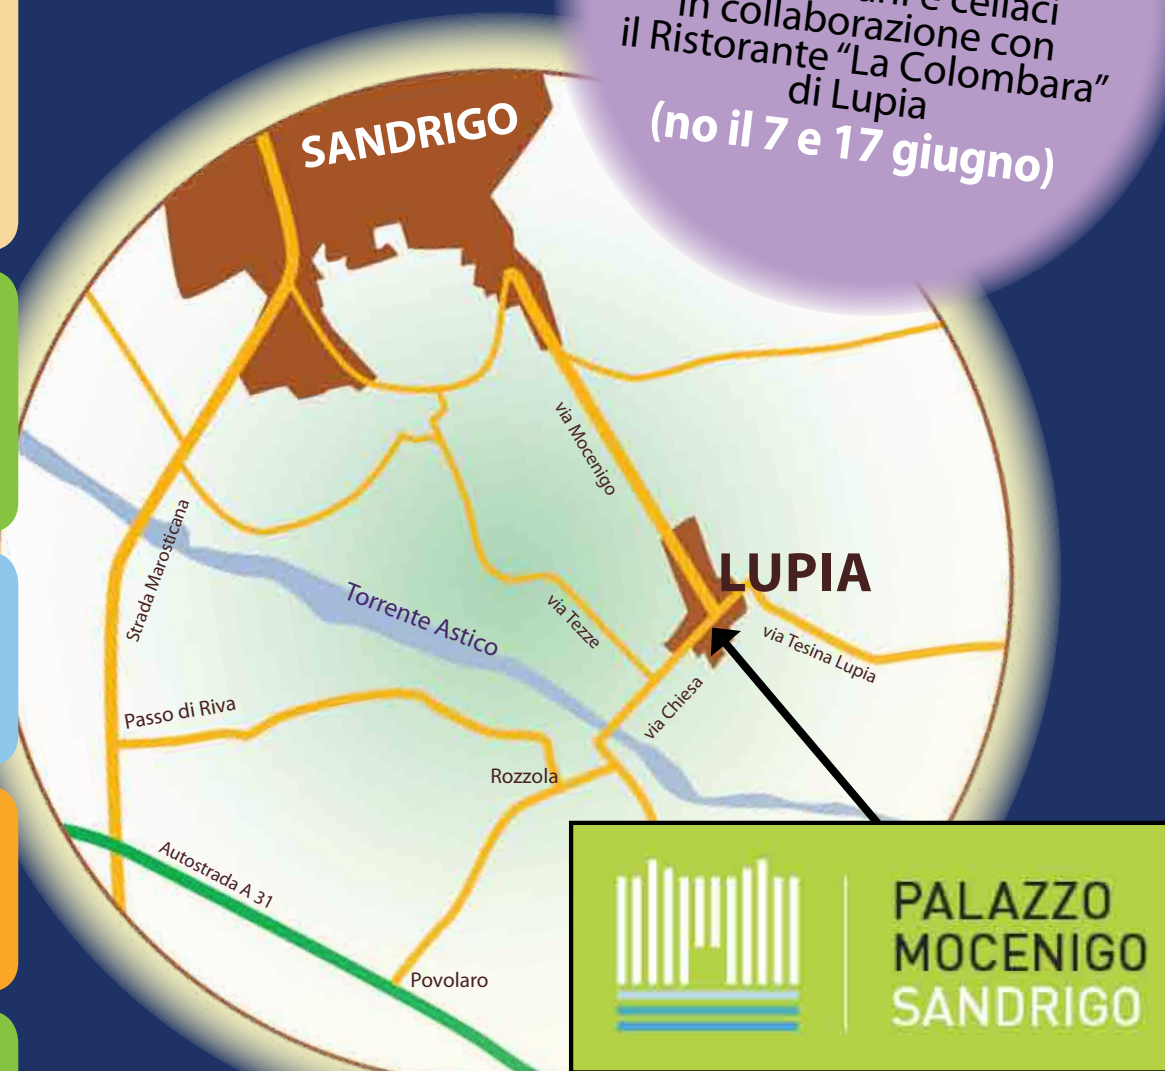 e celiaci
in collaborazione con
il Ristorante “La Colombara”
di Lupia
(no il 7 e 17 giugno)
SANDRIGO
via Mocenigo
LUPIA
Strada Marosticana
Torrente Astico
via Tezze
via Tesina Lupia
via Chiesa
Passo di Riva
Rozzola
Autostrada A 31
Povolaro
PALAZZO
MOCENIGO
SANDRIGO